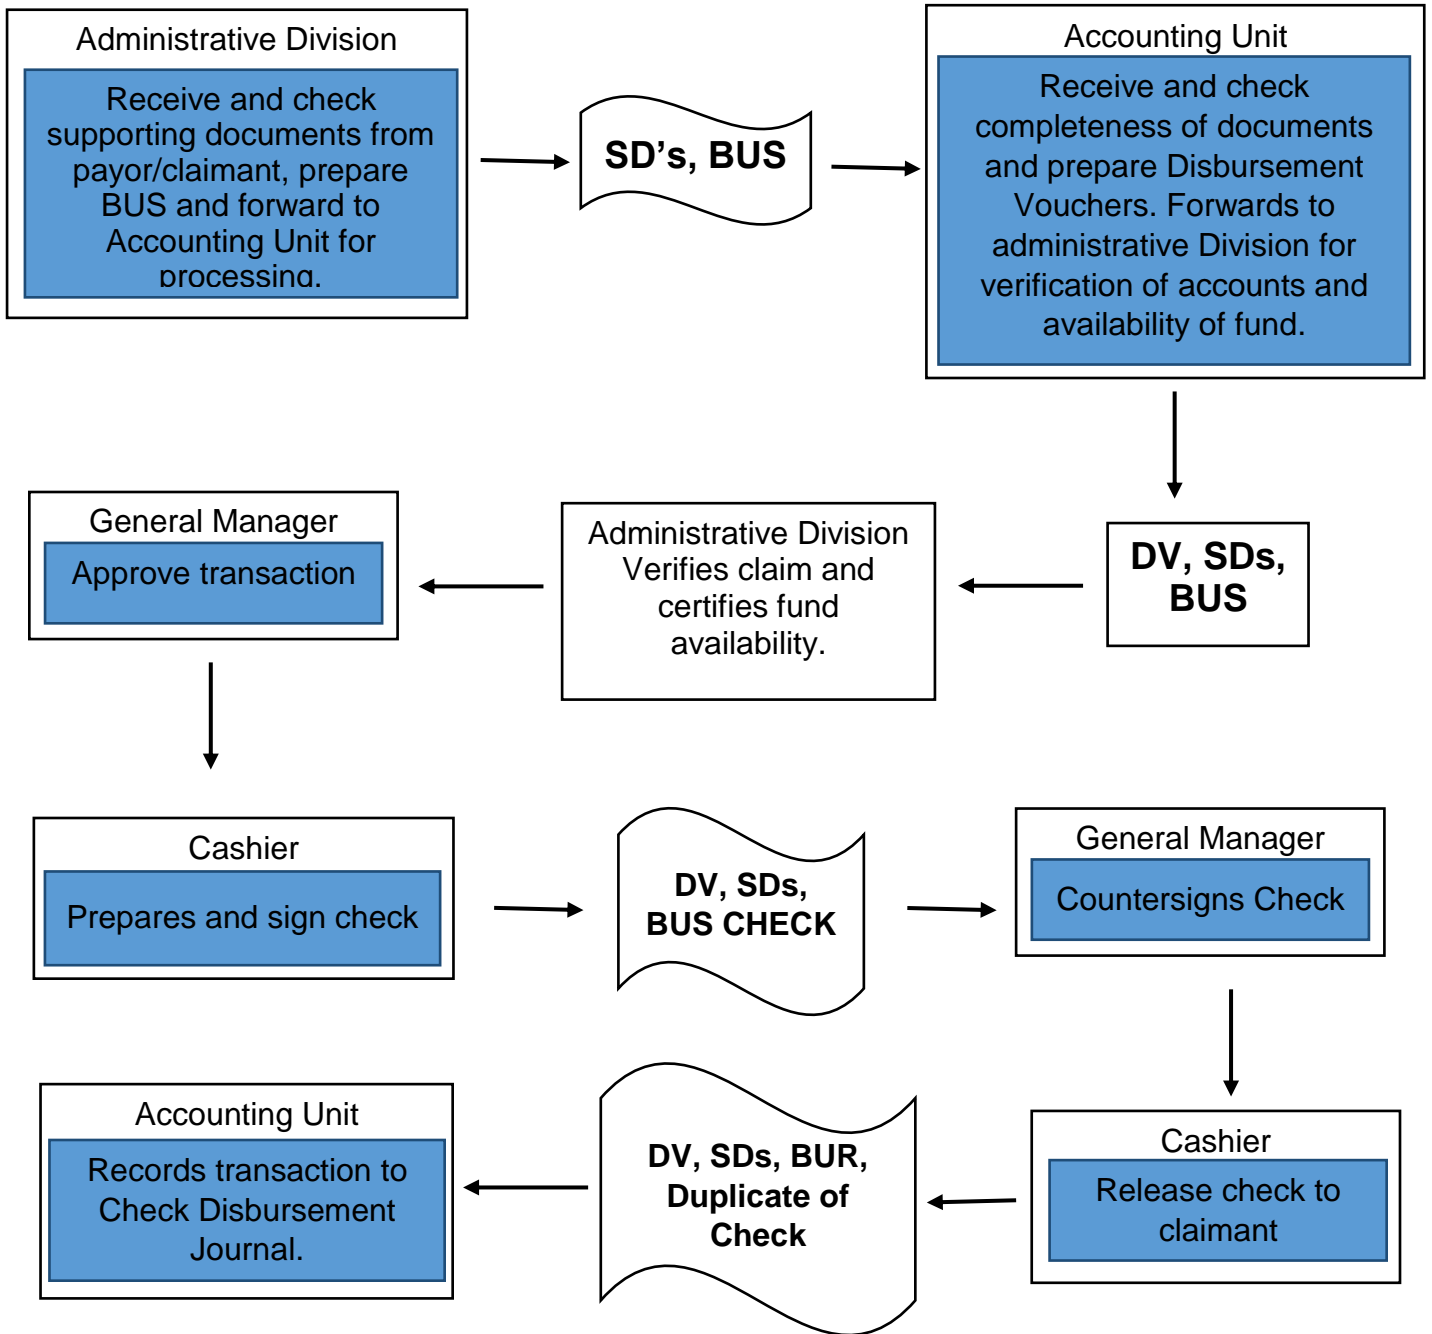 Administrative Division
Receive and check
supporting documents from
payor/claimant, prepare
BUS and forward to
Accounting Unit for
processing.
SD’s, BUS
Accounting Unit
Receive and check
completeness of documents
and prepare Disbursement
Vouchers. Forwards to
administrative Division for
verification of accounts and
availability of fund.
DV, SDs,
BUS
Administrative Division
Verifies claim and
certifies fund
availability.
General Manager
Approve transaction
Cashier
Prepares and sign check
DV, SDs,
BUS CHECK
General Manager
Countersigns Check
Cashier
Release check to
claimant
DV, SDs, BUR,
Duplicate of
Check
Accounting Unit
Records transaction to
Check Disbursement
Journal.